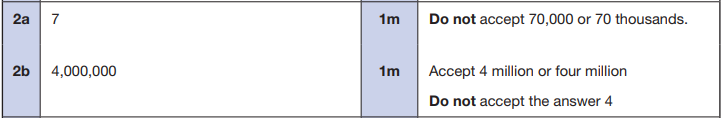 2a 7 1m Do not accept 70,000 or 70 thousands.
2b 4,000,000 1m Accept 4 million or four million
Do not accept the answer 4